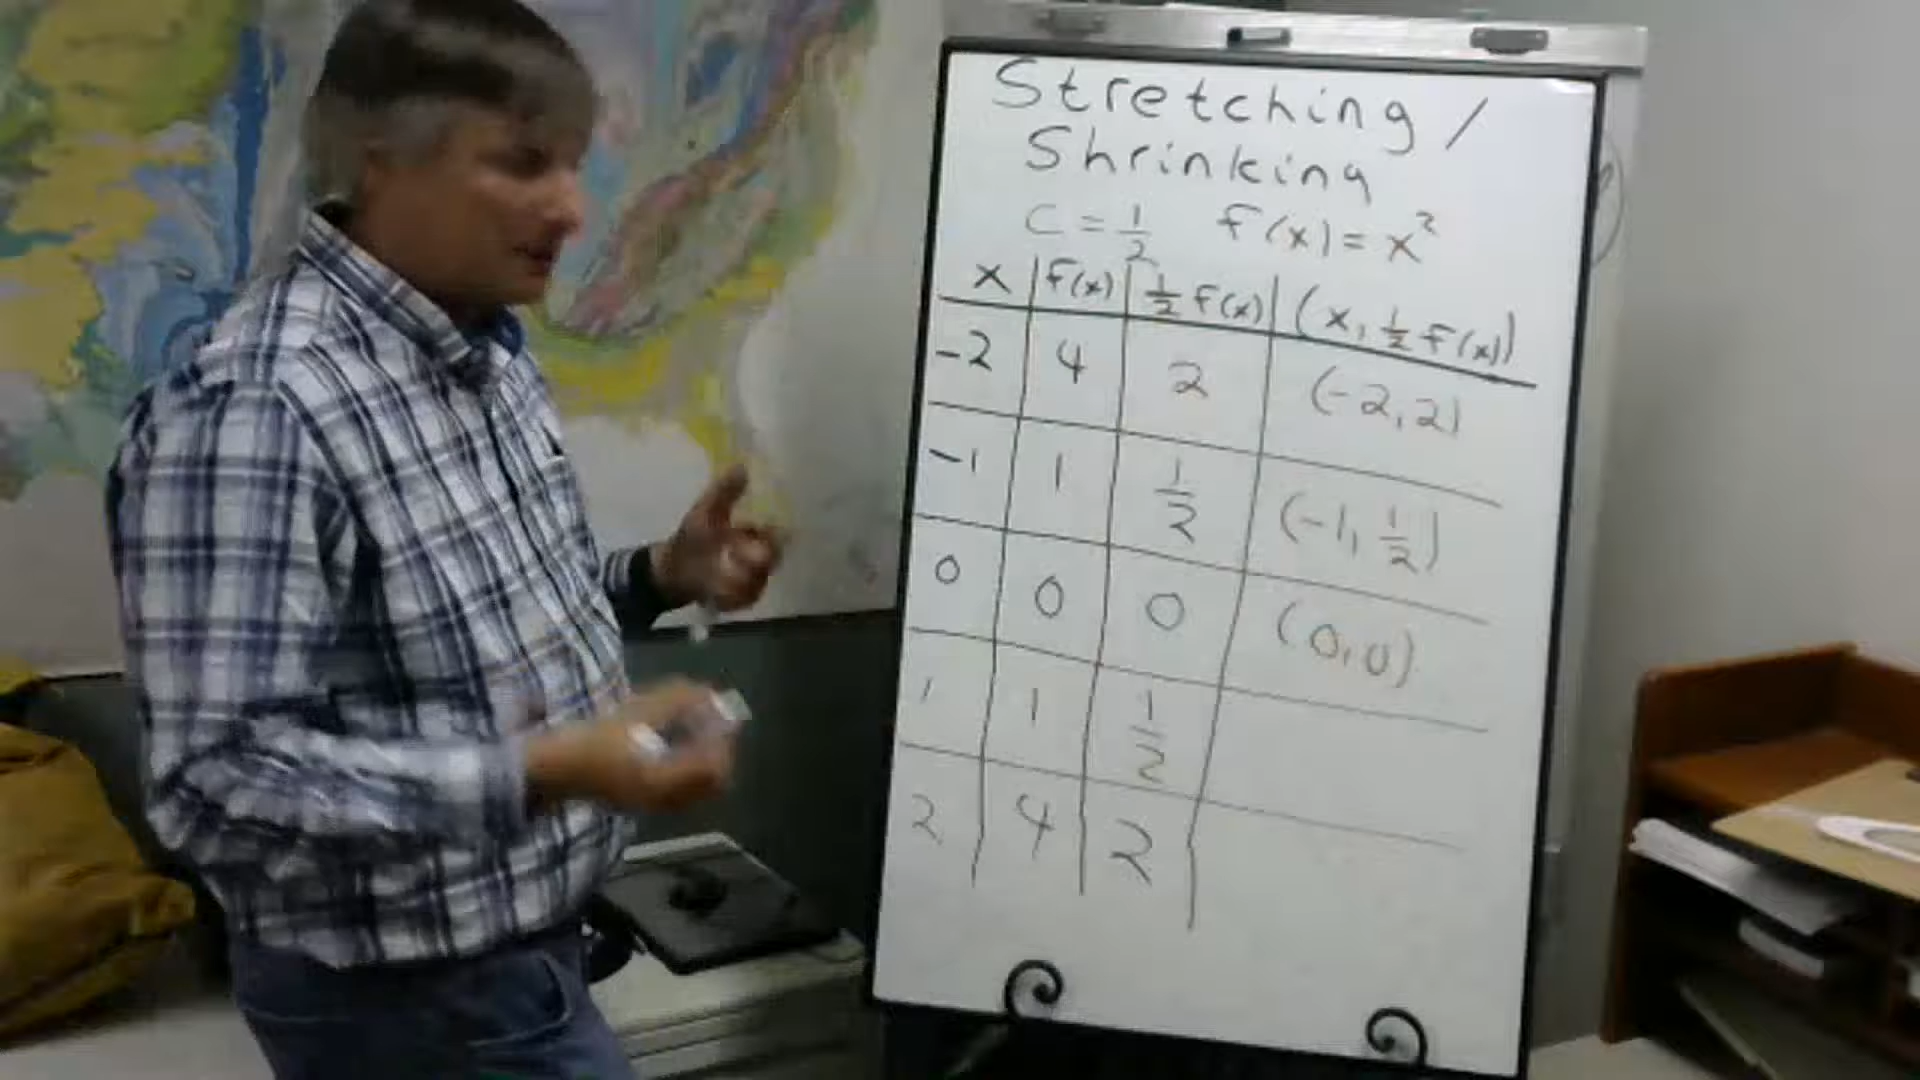 Stretching /
Shrinking
C = 1/2 f(x) = x²
x f(x) 1/2 f(x) (x, 1/2 f(x))
-2 4 2 (-2, 2)
-1 1 1/2 (-1, 1/2)
0 0 0 (0, 0)
1 1 1/2
2 4 2